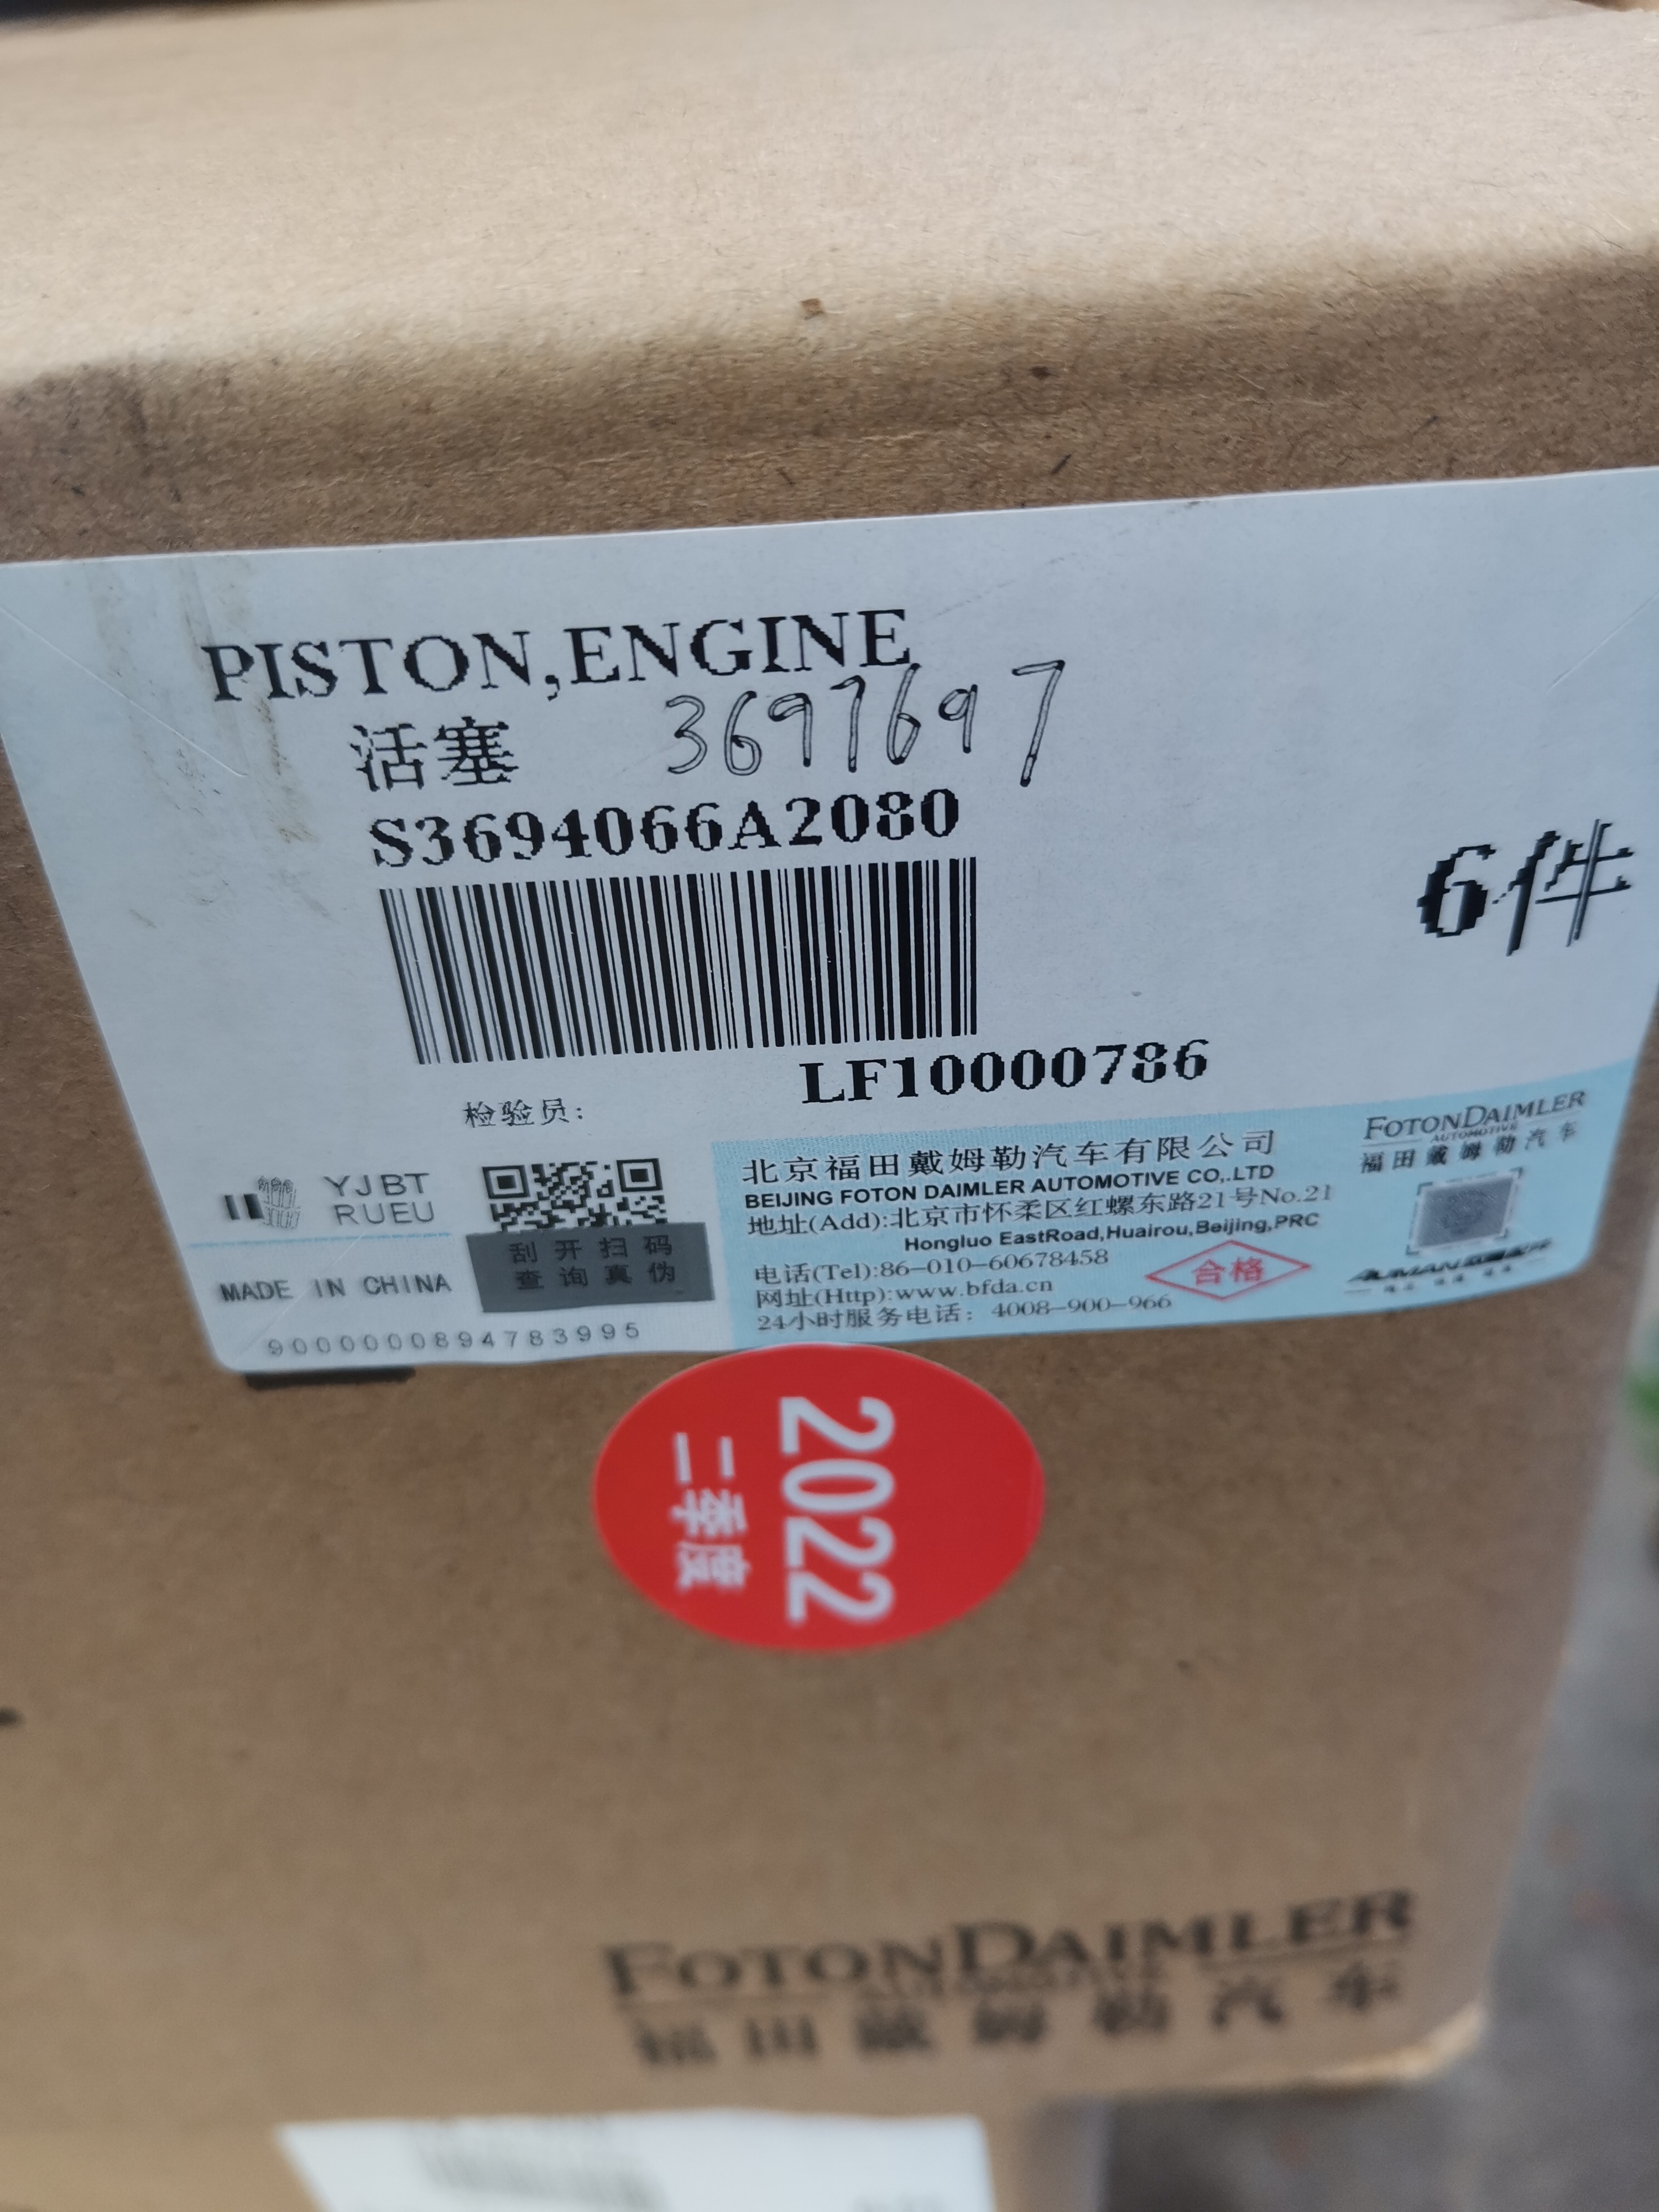 PISTON,ENGINE
活塞 3697697
S3694066A2080
6件
LF10000786
检验员:
YJBT
RUEU
刮开扫码
查询真伪
MADE IN CHINA
9000000894783995
北京福田戴姆勒汽车有限公司
BEIJING FOTON DAIMLER AUTOMOTIVE CO,.LTD
地址(Add):北京市怀柔区红螺东路21号No.21
Hongluo EastRoad,Huairou,Beijing,PRC
电话(Tel):86-010-60678458
网址(Http):www.bfda.cn
24小时服务电话: 4008-900-966
合格
FOTONDAIMLER
AUTOMOTIVE
福田戴姆勒汽车
AUMAN
2022
二季度
FOTONDAIMLER
AUTOMOTIVE
福田戴姆勒汽车